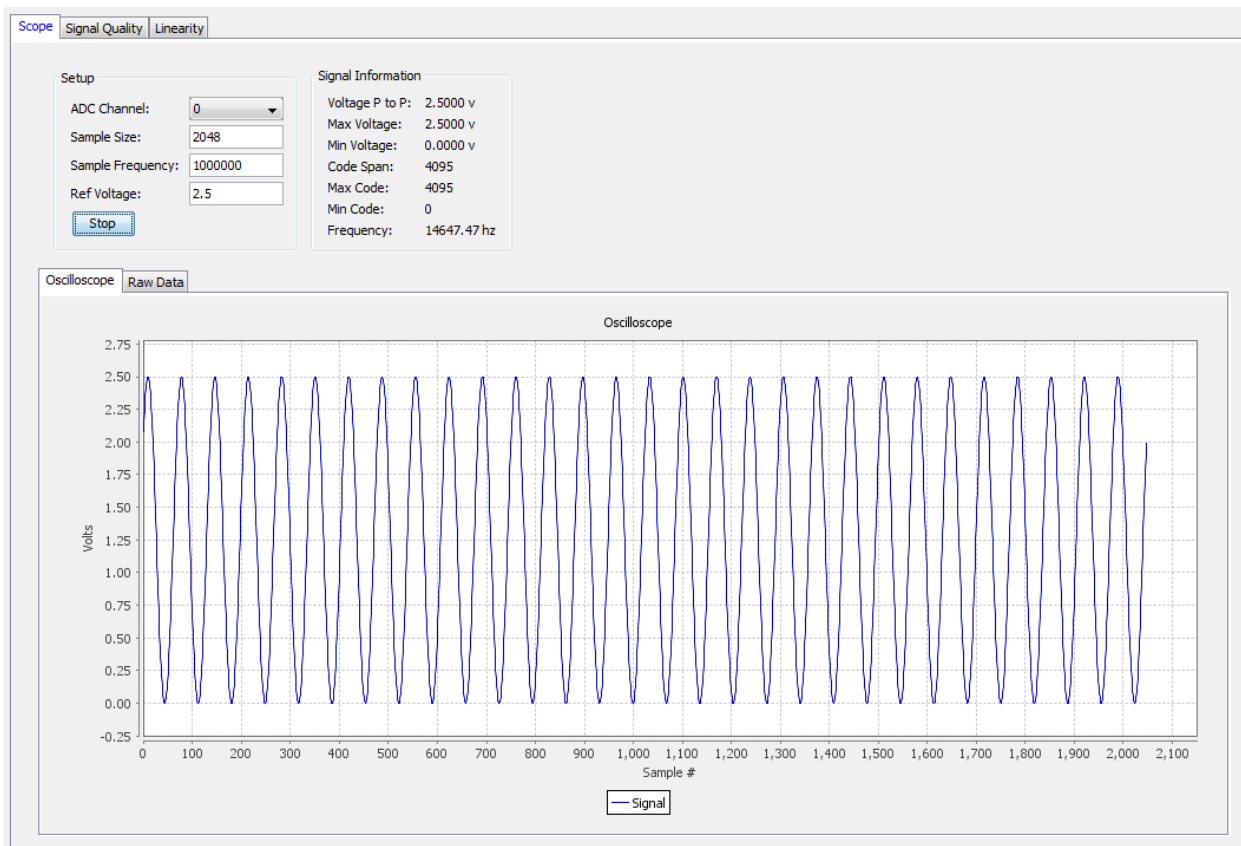 Scope Signal Quality Linearity
Setup
ADC Channel: 0
Sample Size: 2048
Sample Frequency: 1000000
Ref Voltage: 2.5
Stop
Signal Information
Voltage P to P: 2.5000 v
Max Voltage: 2.5000 v
Min Voltage: 0.0000 v
Code Span: 4095
Max Code: 4095
Min Code: 0
Frequency: 14647.47 hz
Oscilloscope Raw Data
Oscilloscope
2.75
2.50
2.25
2.00
1.75
1.50
1.25
1.00
0.75
0.50
0.25
0.00
-0.25
Volts
0 100 200 300 400 500 600 700 800 900 1,000 1,100 1,200 1,300 1,400 1,500 1,600 1,700 1,800 1,900 2,000 2,100
Sample #
Signal